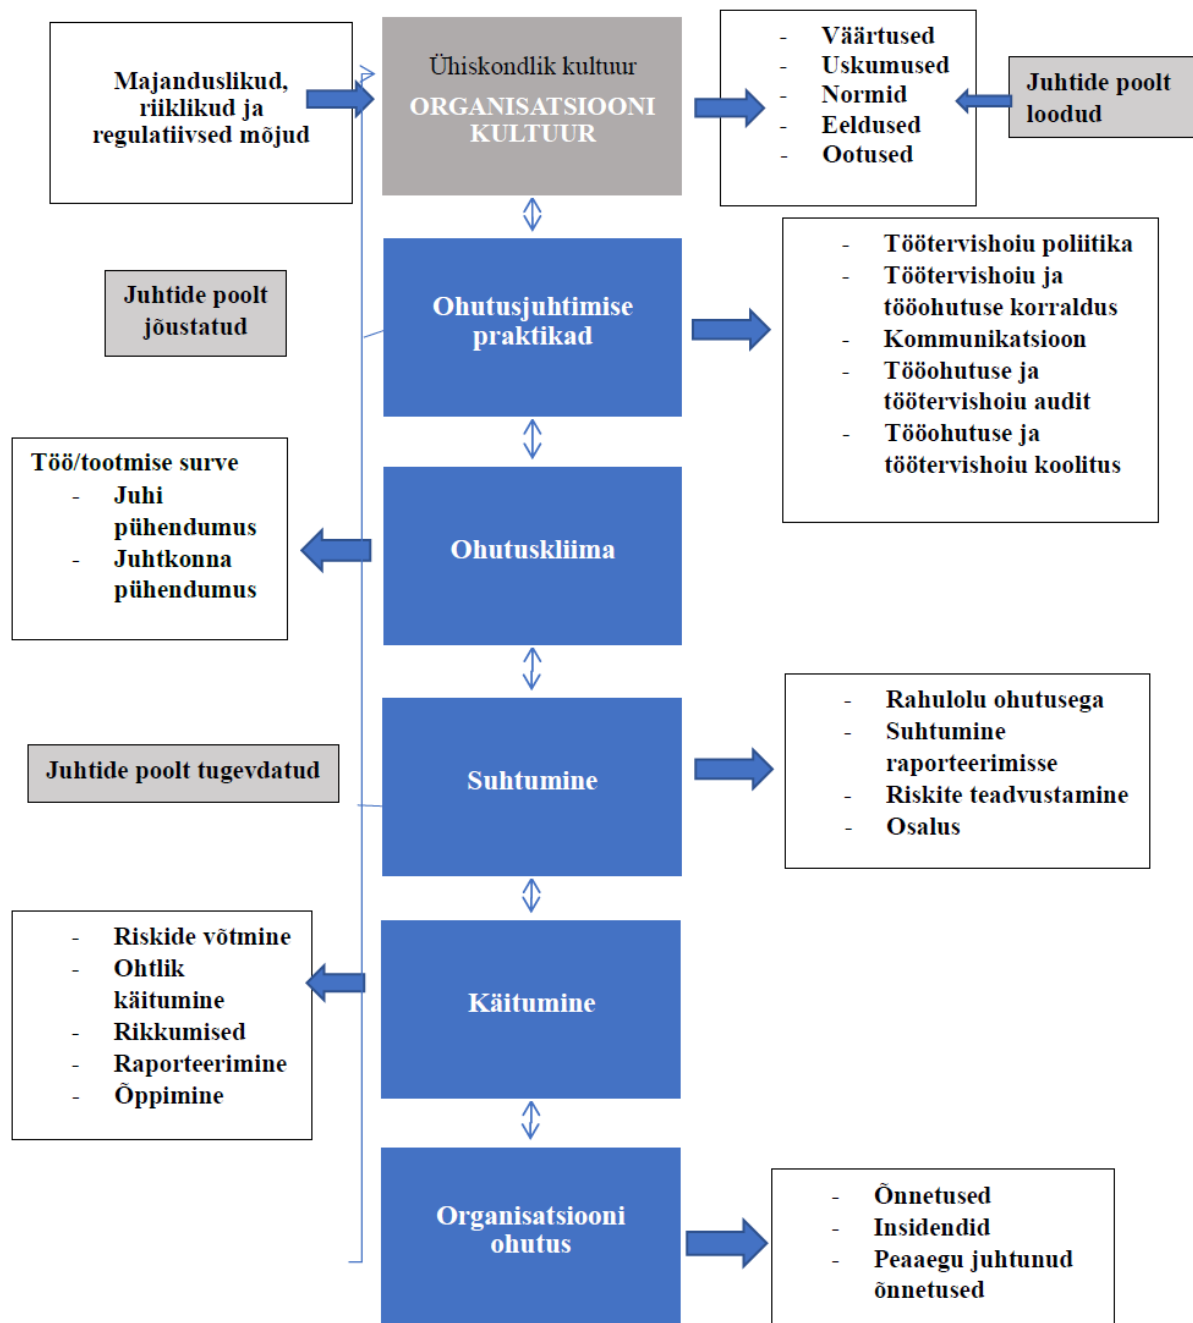 Majanduslikud,
riiklikud ja
regulatiivsed mõjud
Ühiskondlik kultuur
ORGANISATSIOONI
KULTUUR
- Väärtused
- Uskumused
- Normid
- Eeldused
- Ootused
Juhtide poolt
loodud
Juhtide poolt
jõustatud
Ohutusjuhtimise
praktikad
- Töötervishoiu poliitika
- Töötervishoiu ja
tööohutuse korraldus
- Kommunikatsioon
- Tööohutuse ja
töötervishoiu audit
- Tööohutuse ja
töötervishoiu koolitus
Töö/tootmise surve
- Juhi
pühendumus
- Juhtkonna
pühendumus
Ohutuskliima
Juhtide poolt tugevdatud
Suhtumine
- Rahulolu ohutusega
- Suhtumine
raporteerimisse
- Riskite teadvustamine
- Osalus
- Riskide võtmine
- Ohtlik
käitumine
- Rikkumised
- Raporteerimine
- Õppimine
Käitumine
Organisatsiooni
ohutus
- Õnnetused
- Insidendid
- Peaaegu juhtunud
õnnetused